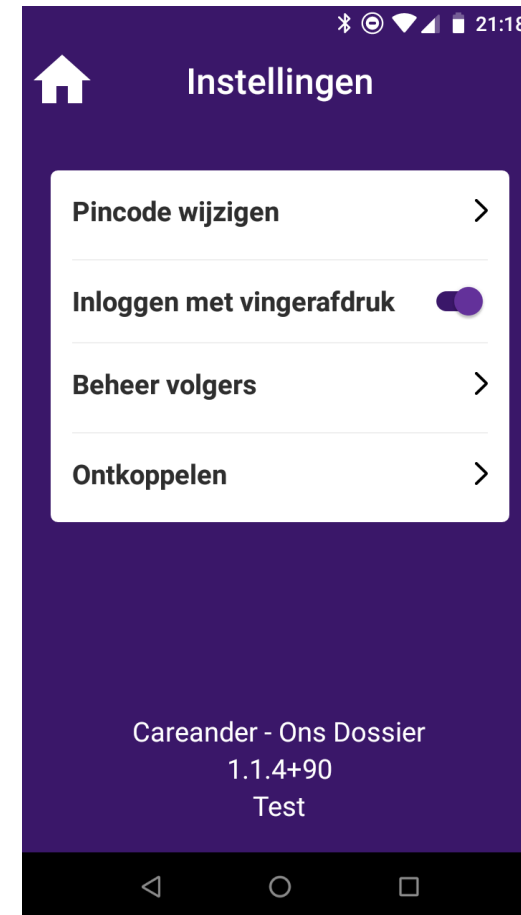 21:18
Instellingen
Pincode wijzigen
Inloggen met vingerafdruk
Beheer volgers
Ontkoppelen
Careander - Ons Dossier
1.1.4+90
Test